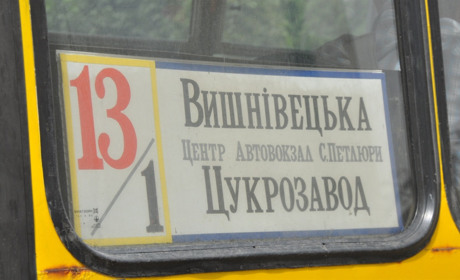 13/1
ВИШНІВЕЦЬКА
ЦЕНТР АВТОВОКЗАЛ С.ПЕТЛЮРИ
ЦУКРОЗАВОД